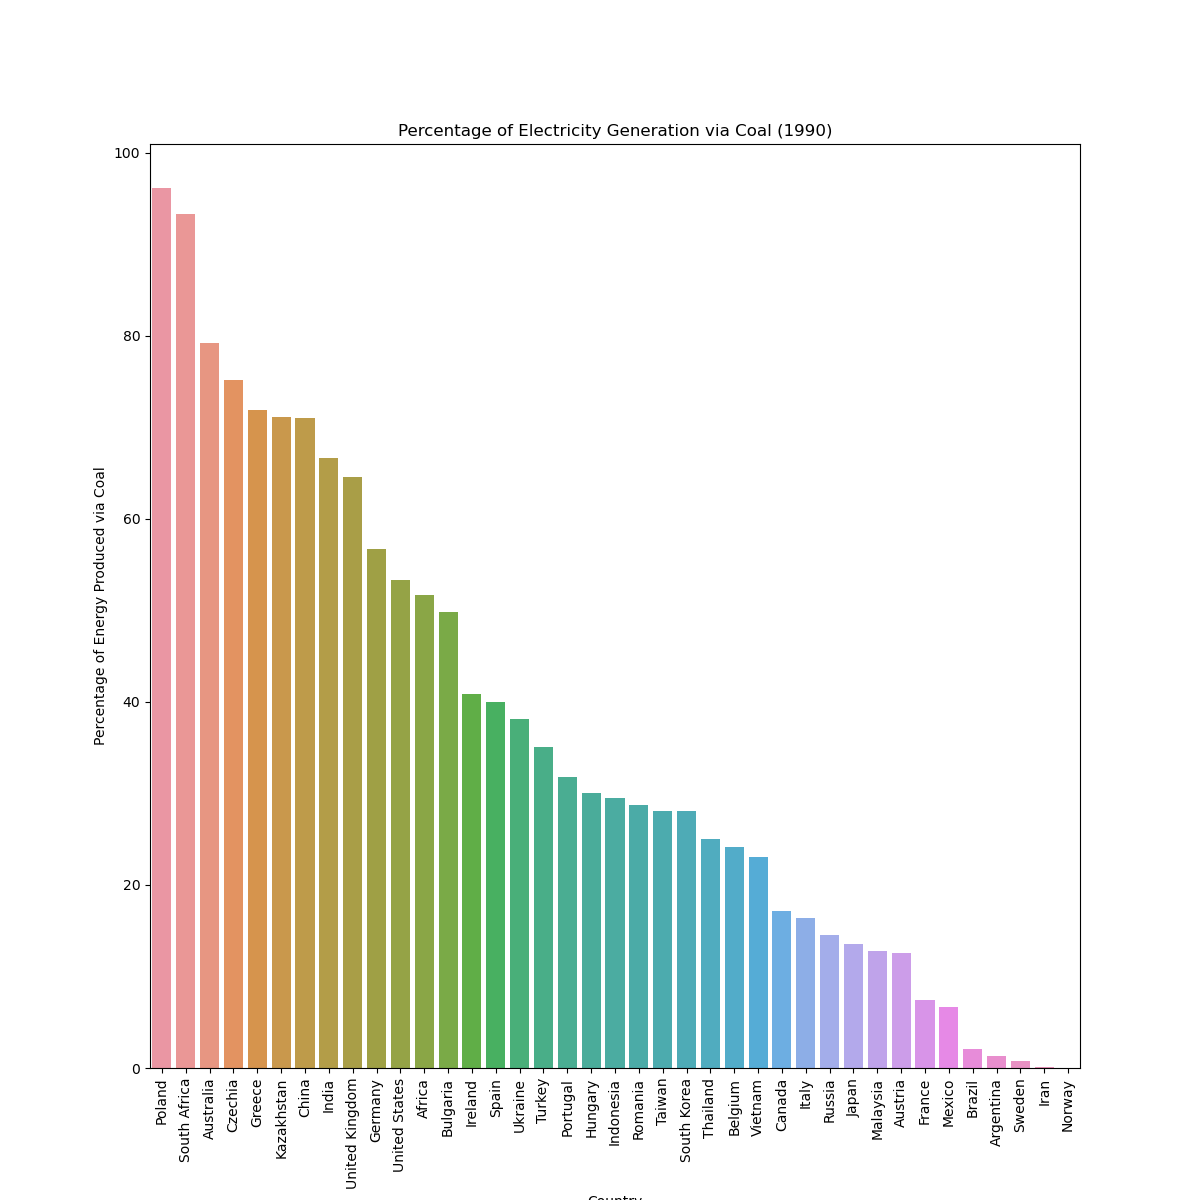 Percentage of Electricity Generation via Coal (1990)
100
80
60
40
20
0
Percentage of Energy Produced via Coal
Poland
South Africa
Australia
Czechia
Greece
Kazakhstan
China
India
United Kingdom
Germany
United States
Africa
Bulgaria
Ireland
Spain
Ukraine
Turkey
Portugal
Hungary
Indonesia
Romania
Taiwan
South Korea
Thailand
Belgium
Vietnam
Canada
Italy
Russia
Japan
Malaysia
Austria
France
Mexico
Brazil
Argentina
Sweden
Iran
Norway
Country